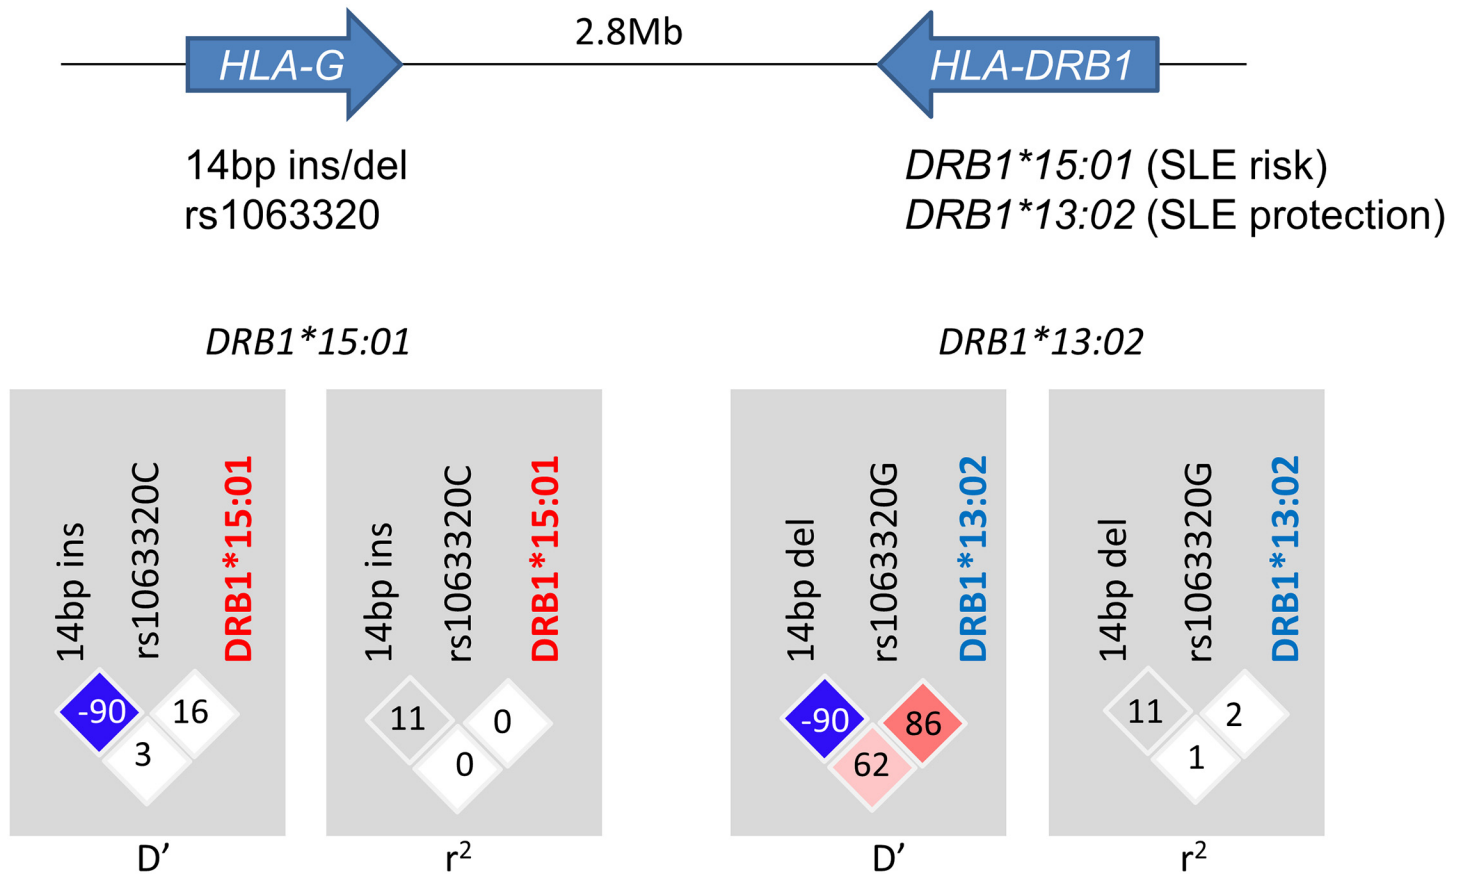 2.8Mb
HLA-G
HLA-DRB1
14bp ins/del
rs1063320
DRB1*15:01 (SLE risk)
DRB1*13:02 (SLE protection)
DRB1*15:01
DRB1*13:02
14bp ins
rs1063320C
DRB1*15:01
-90
16
3
D’
14bp ins
rs1063320C
DRB1*15:01
11
0
0
r²
14bp del
rs1063320G
DRB1*13:02
-90
86
62
D’
14bp del
rs1063320G
DRB1*13:02
11
2
1
r²